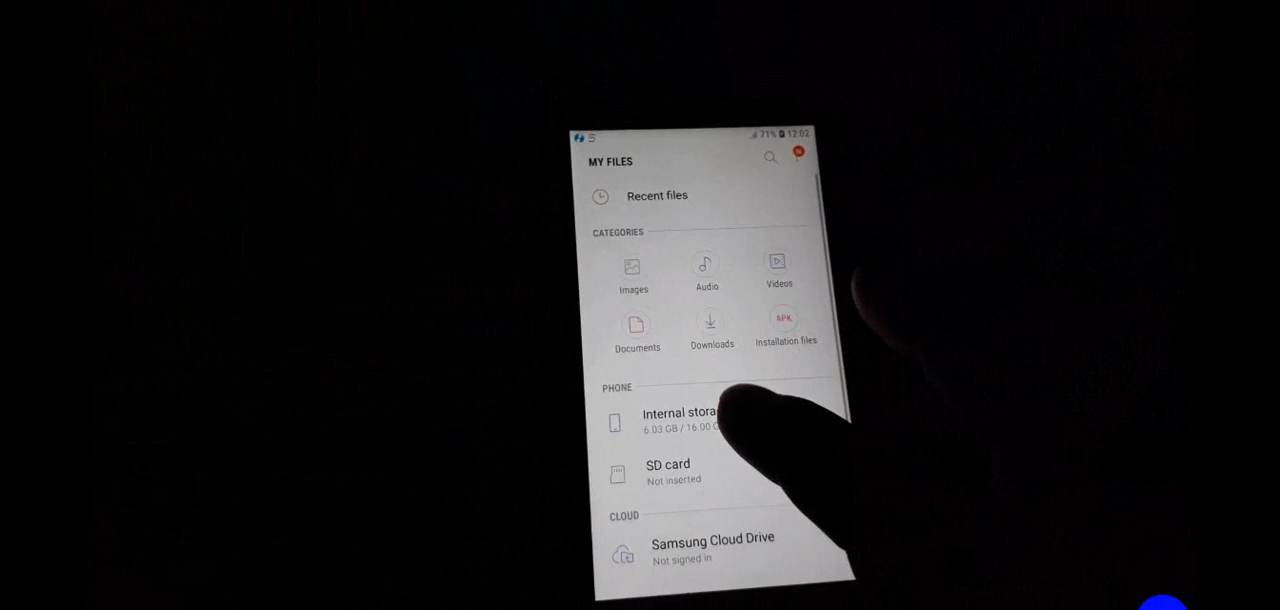 71% 12:02
MY FILES
N
Recent files
CATEGORIES
Images
Audio
Videos
APK
Documents
Downloads
Installation files
PHONE
Internal stora
6.03 GB / 16.00 G
SD card
Not inserted
CLOUD
Samsung Cloud Drive
Not signed in